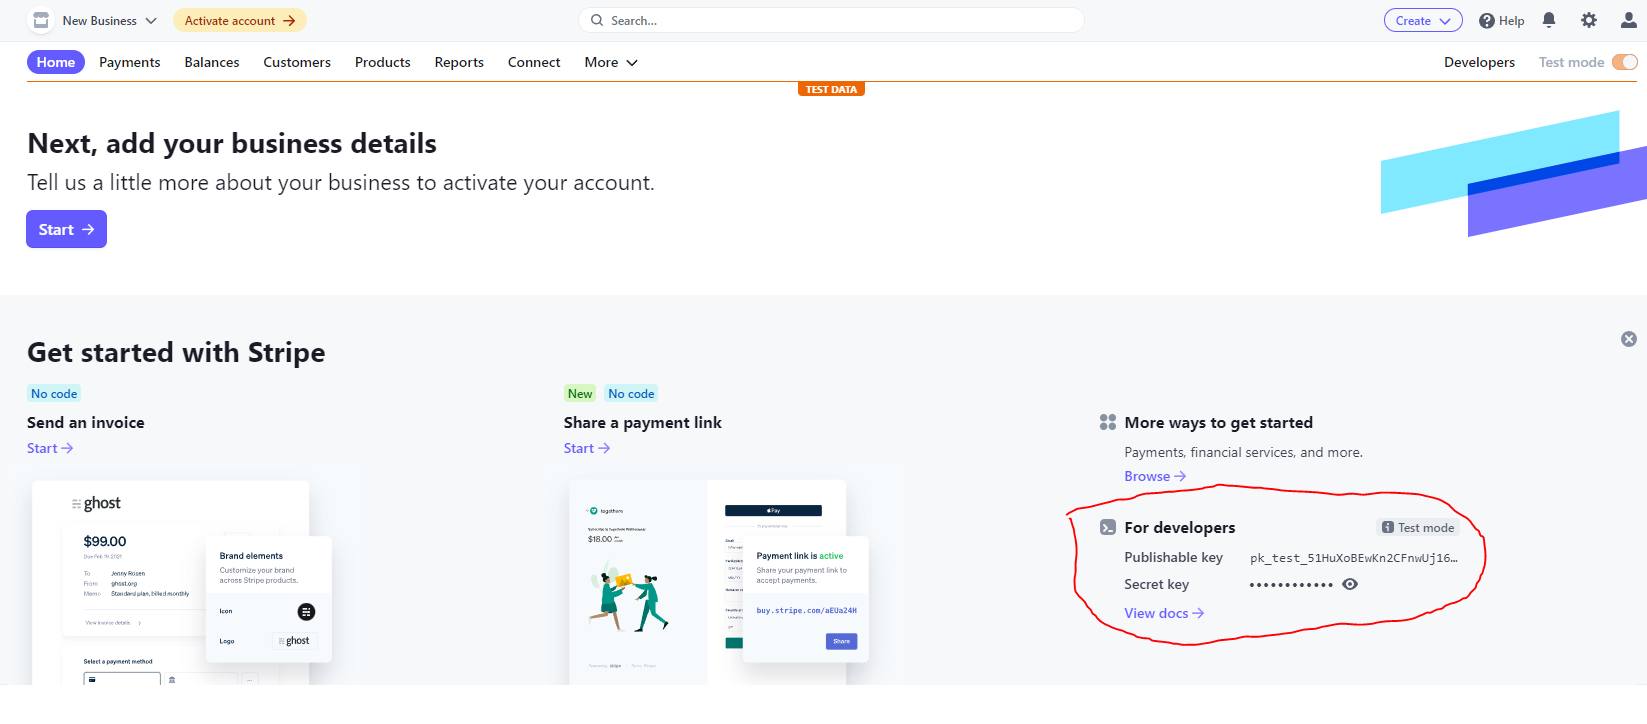 New Business
Activate account →
Search...
Create
Help
Home Payments Balances Customers Products Reports Connect More
Developers Test mode
TEST DATA
Next, add your business details
Tell us a little more about your business to activate your account.
Start →
Get started with Stripe
No code
Send an invoice
Start →
ghost
$99.00
Due Feb 19, 2021
To Jenny Rosen
From ghost.org
Memo Standard plan, billed monthly
View invoice details
Select a payment method
Brand elements
Customize your brand
across Stripe products.
Icon
Logo ghost
New No code
Share a payment link
Start →
togethere
$18.00
Pay
Payment link is active
Share your payment link to
accept payments.
buy.stripe.com/aEUa24H
Share
More ways to get started
Payments, financial services, and more.
Browse →
For developers Test mode
Publishable key pk_test_51HuXoBEwKn2CFnwUj16…
Secret key ••••••••••••
View docs →